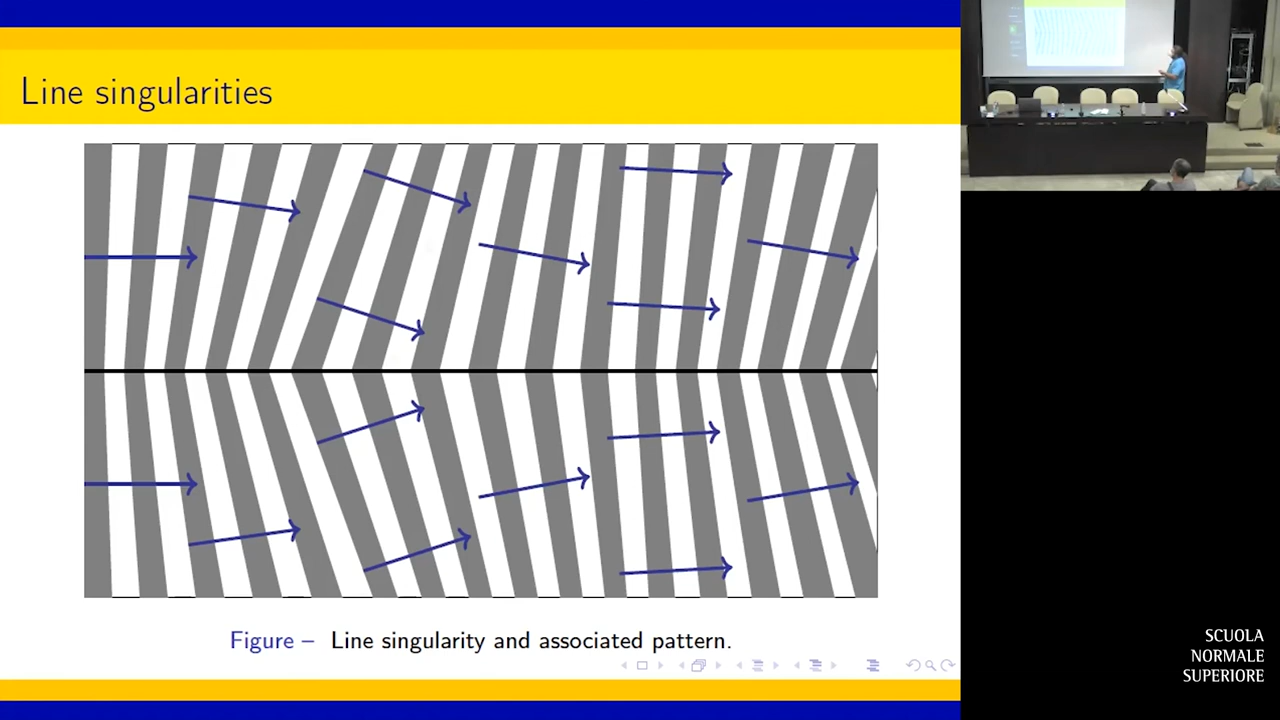 Line singularities
Figure – Line singularity and associated pattern.
SCUOLA
NORMALE
SUPERIORE